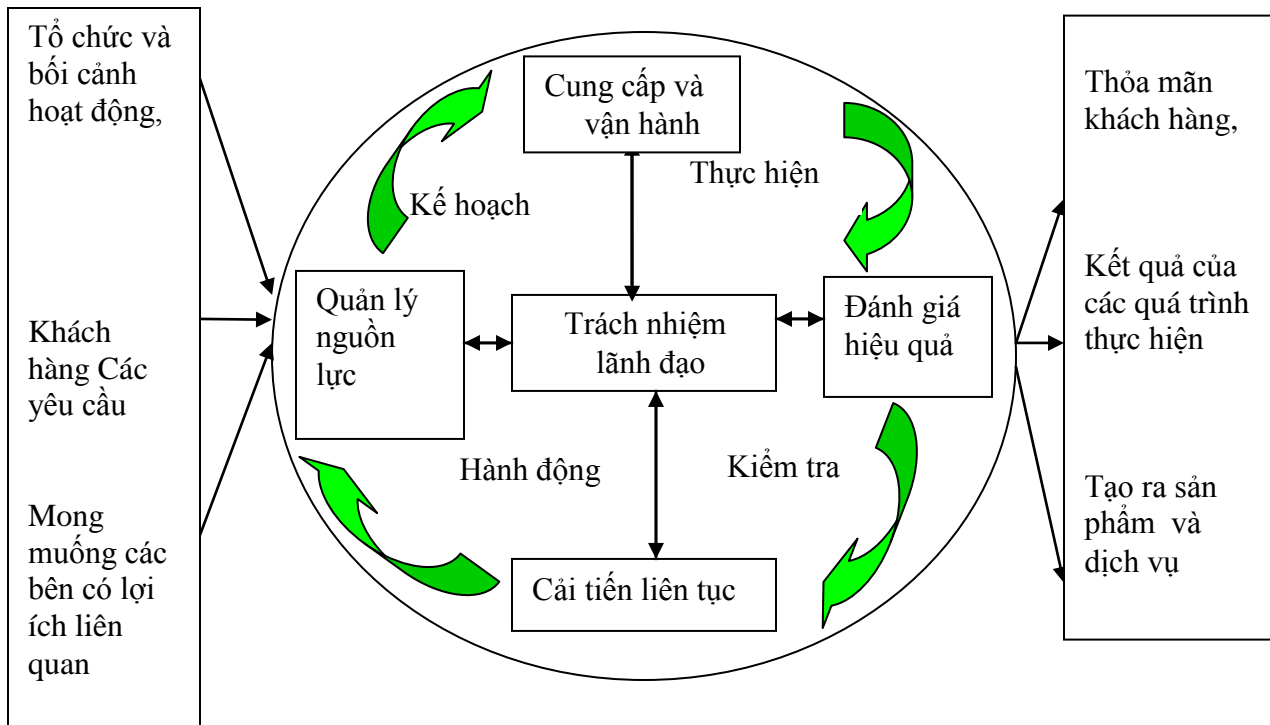 Tổ chức và
bối cảnh
hoạt động,
Khách
hàng Các
yêu cầu
Mong
muống các
bên có lợi
ích liên
quan
Cung cấp và
vận hành
Kế hoạch
Thực hiện
Quản lý
nguồn
lực
Trách nhiệm
lãnh đạo
Đánh giá
hiệu quả
Hành động
Kiểm tra
Cải tiến liên tục
Thỏa mãn
khách hàng,
Kết quả của
các quá trình
thực hiện
Tạo ra sản
phẩm và
dịch vụ